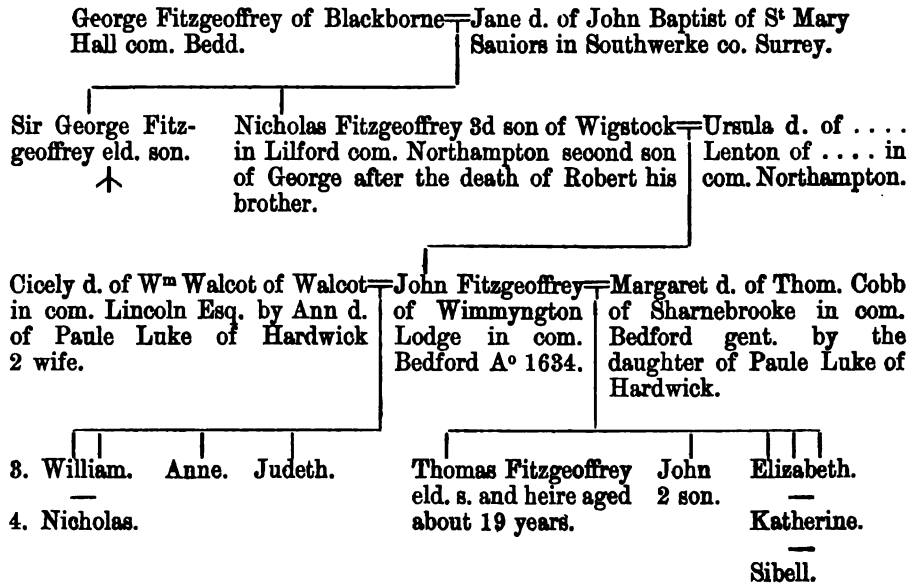 George Fitzgeoffrey of Blackborne
Hall com. Bedd.
Jane d. of John Baptist of Sᵗ Mary
Sauiors in Southwerke co. Surrey.
Sir George Fitz-
geoffrey eld. son.
Nicholas Fitzgeoffrey 3d son of Wigstock
in Lilford com. Northampton second son
of George after the death of Robert his
brother.
Ursula d. of . . . .
Lenton of . . . . in
com. Northampton.
Cicely d. of Wᵐ Walcot of Walcot
in com. Lincoln Esq. by Ann d.
of Paule Luke of Hardwick
2 wife.
John Fitzgeoffrey
of Wimmyngton
Lodge in com.
Bedford Aº 1634.
Margaret d. of Thom. Cobb
of Sharnebrooke in com.
Bedford gent. by the
daughter of Paule Luke of
Hardwick.
3. William.
4. Nicholas.
Anne.
Judeth.
Thomas Fitzgeoffrey
eld. s. and heire aged
about 19 years.
John
2 son.
Elizabeth.
Katherine.
Sibell.